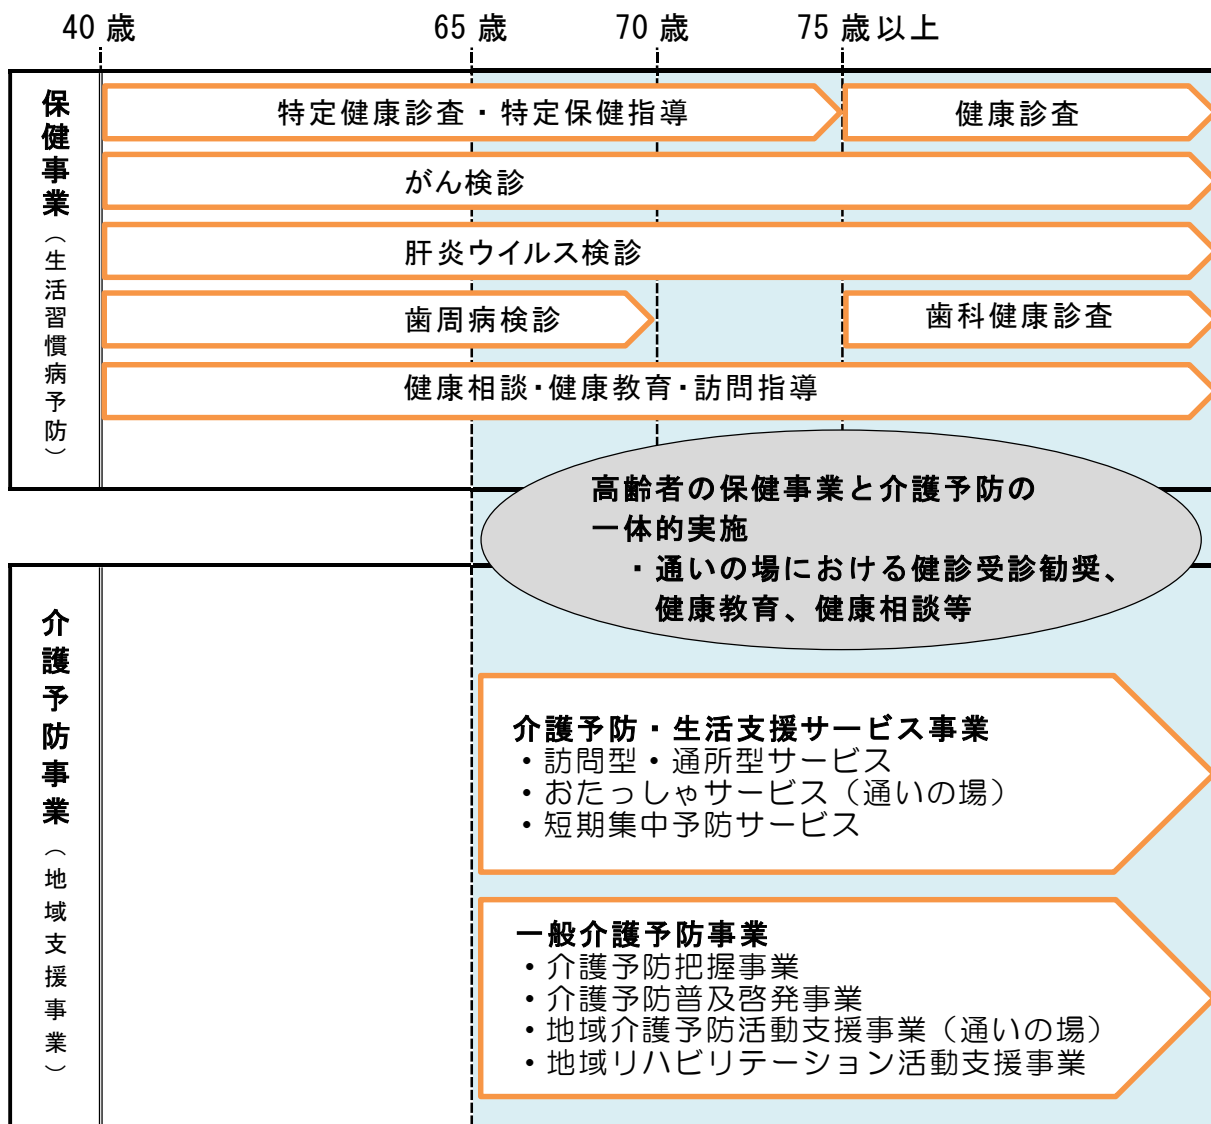 40歳
65歳
70歳
75歳以上
保健事業（生活習慣病予防）
特定健康診査・特定保健指導
健康診査
がん検診
肝炎ウイルス検診
歯周病検診
歯科健康診査
健康相談・健康教育・訪問指導
高齢者の保健事業と介護予防の
一体的実施
・通いの場における健診受診勧奨、
健康教育、健康相談等
介護予防事業（地域支援事業）
介護予防・生活支援サービス事業
・訪問型・通所型サービス
・おたっしゃサービス（通いの場）
・短期集中予防サービス
一般介護予防事業
・介護予防把握事業
・介護予防普及啓発事業
・地域介護予防活動支援事業（通いの場）
・地域リハビリテーション活動支援事業